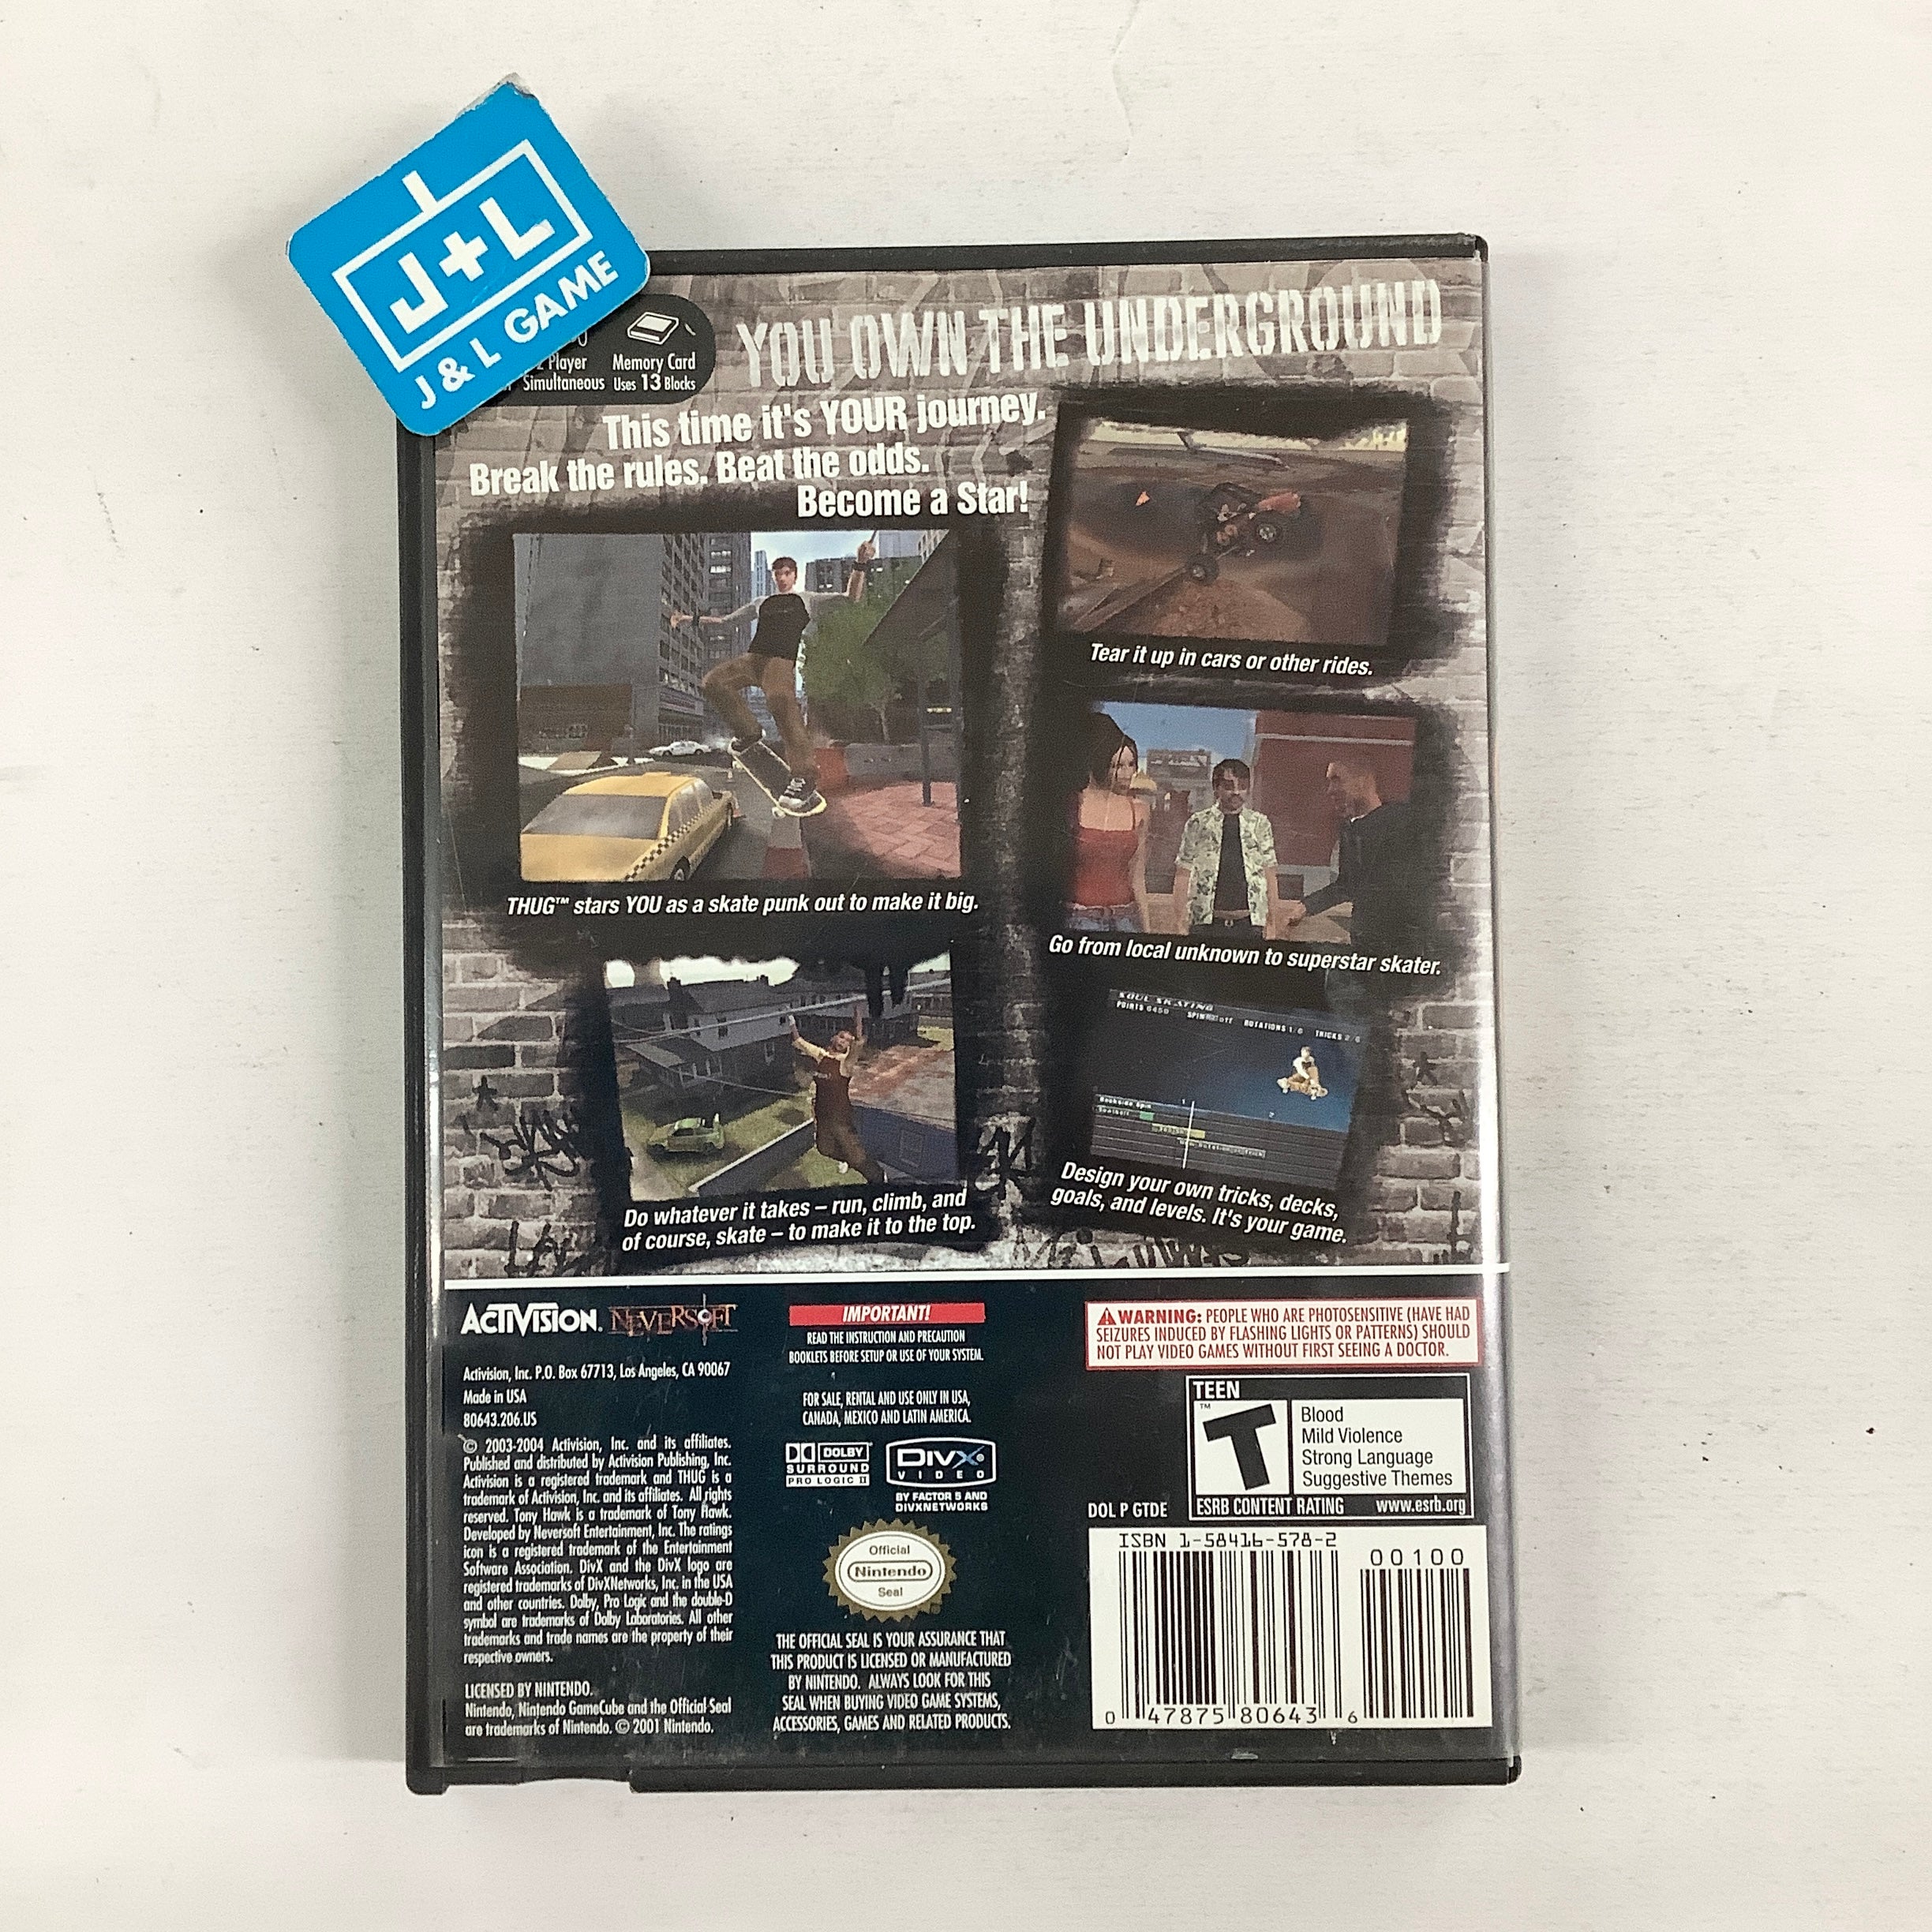 J+L
J & L GAME
Player
Simultaneous
Memory Card
Uses 13 Blocks
YOU OWN THE UNDERGROUND
This time it's YOUR journey.
Break the rules. Beat the odds.
Become a Star!
Tear it up in cars or other rides.
THUG™ stars YOU as a skate punk out to make it big.
Go from local unknown to superstar skater.
SOUL SKATING
POINTS 6450
ROTATIONS 1/0
TRICKS 2/6
Do whatever it takes – run, climb, and
of course, skate – to make it to the top.
Design your own tricks, decks,
goals, and levels. It's your game.
ACTIVISION. NEVERSOFT
Activision, Inc. P.O. Box 67713, Los Angeles, CA 90067
Made in USA
80643.206.US
© 2003-2004 Activision, Inc. and its affiliates.
Published and distributed by Activision Publishing, Inc.
Activision is a registered trademark and THUG is a
trademark of Activision, Inc. and its affiliates. All rights
reserved. Tony Hawk is a trademark of Tony Hawk.
Developed by Neversoft Entertainment, Inc. The ratings
icon is a registered trademark of the Entertainment
Software Association. DivX and the DivX logo are
registered trademarks of DivXNetworks, Inc. in the USA
and other countries. Dolby, Pro Logic and the double-D
symbol are trademarks of Dolby Laboratories. All other
trademarks and trade names are the property of their
respective owners.
LICENSED BY NINTENDO.
Nintendo, Nintendo GameCube and the Official Seal
are trademarks of Nintendo. © 2001 Nintendo.
IMPORTANT!
READ THE INSTRUCTION AND PRECAUTION
BOOKLETS BEFORE SETUP OR USE OF YOUR SYSTEM.
FOR SALE, RENTAL AND USE ONLY IN USA,
CANADA, MEXICO AND LATIN AMERICA.
DOLBY
SURROUND
PRO LOGIC II
DIVX
VIDEO
BY FACTOR 5 AND
DIVXNETWORKS
Official
Nintendo
Seal
THE OFFICIAL SEAL IS YOUR ASSURANCE THAT
THIS PRODUCT IS LICENSED OR MANUFACTURED
BY NINTENDO. ALWAYS LOOK FOR THIS
SEAL WHEN BUYING VIDEO GAME SYSTEMS,
ACCESSORIES, GAMES AND RELATED PRODUCTS.
WARNING: PEOPLE WHO ARE PHOTOSENSITIVE (HAVE HAD
SEIZURES INDUCED BY FLASHING LIGHTS OR PATTERNS) SHOULD
NOT PLAY VIDEO GAMES WITHOUT FIRST SEEING A DOCTOR.
TEEN
T™
Blood
Mild Violence
Strong Language
Suggestive Themes
ESRB CONTENT RATING www.esrb.org
DOL P GTDE
ISBN 1-58416-578-2
00100
0 47875 80643 6